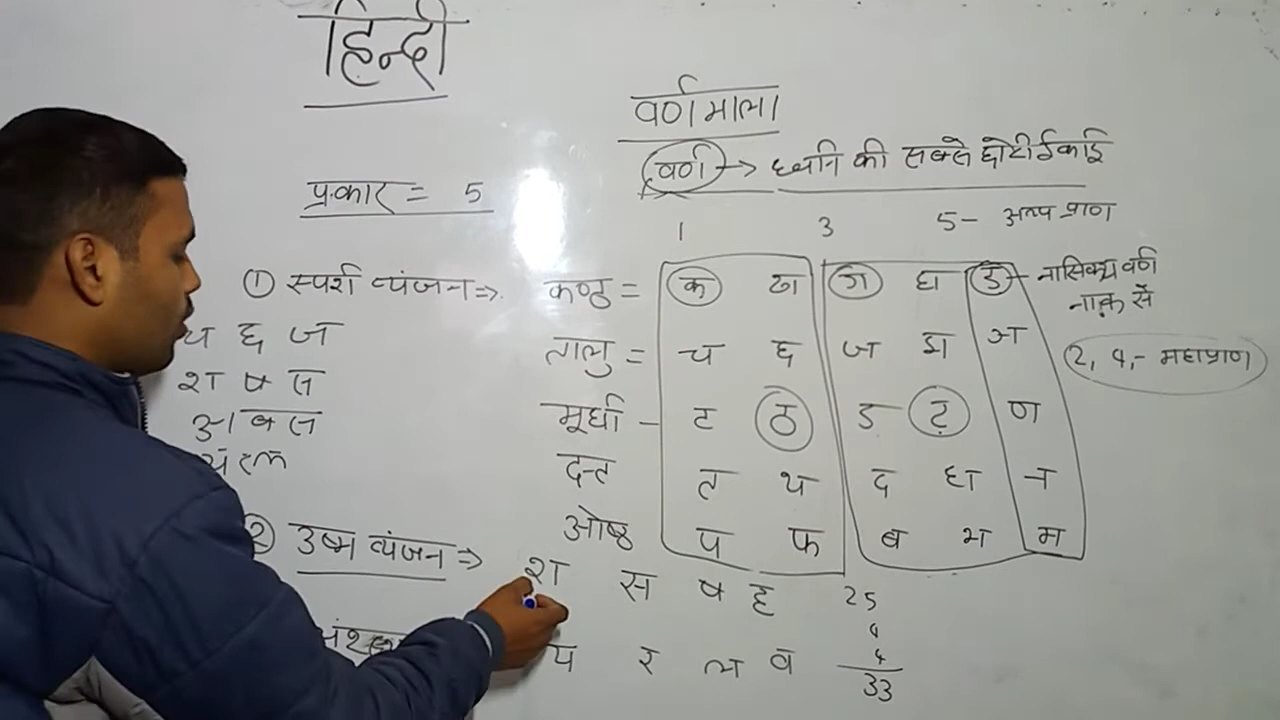 हिन्दी
वर्णमाला
वर्ण → ध्वनि की सबसे छोटी ईकाई
प्रकार = 5
1 3 5 - अल्प प्राण
① स्पर्श व्यंजन ⇒ कण्ठ = क ख ग घ ङ नासिक्य वर्ण
नाक से
च छ ज
तालु = च छ ज झ ञ
2, 4, - महाप्राण
श ष स
मूर्धा - ट ठ ड ढ ण
दन्त त थ द ध न
ओष्ठ प फ ब भ म
② उष्म व्यंजन ⇒ श स ष ह 25
4
4
य र ल व 33